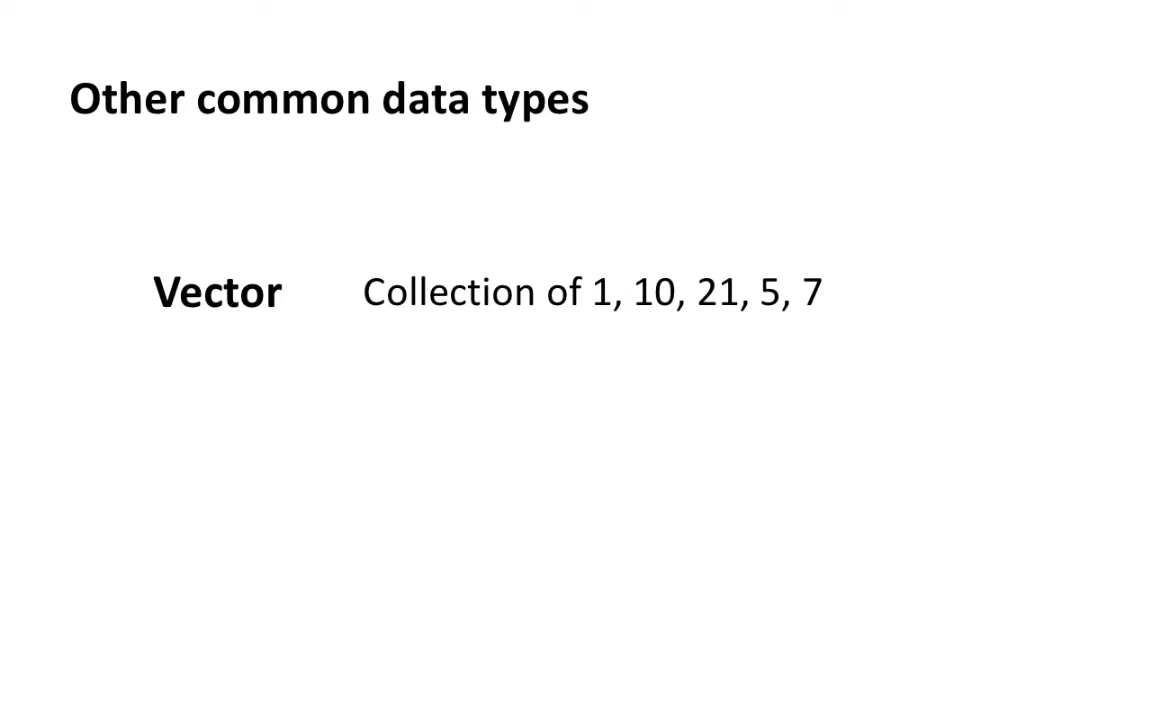 Other common data types
Vector Collection of 1, 10, 21, 5, 7